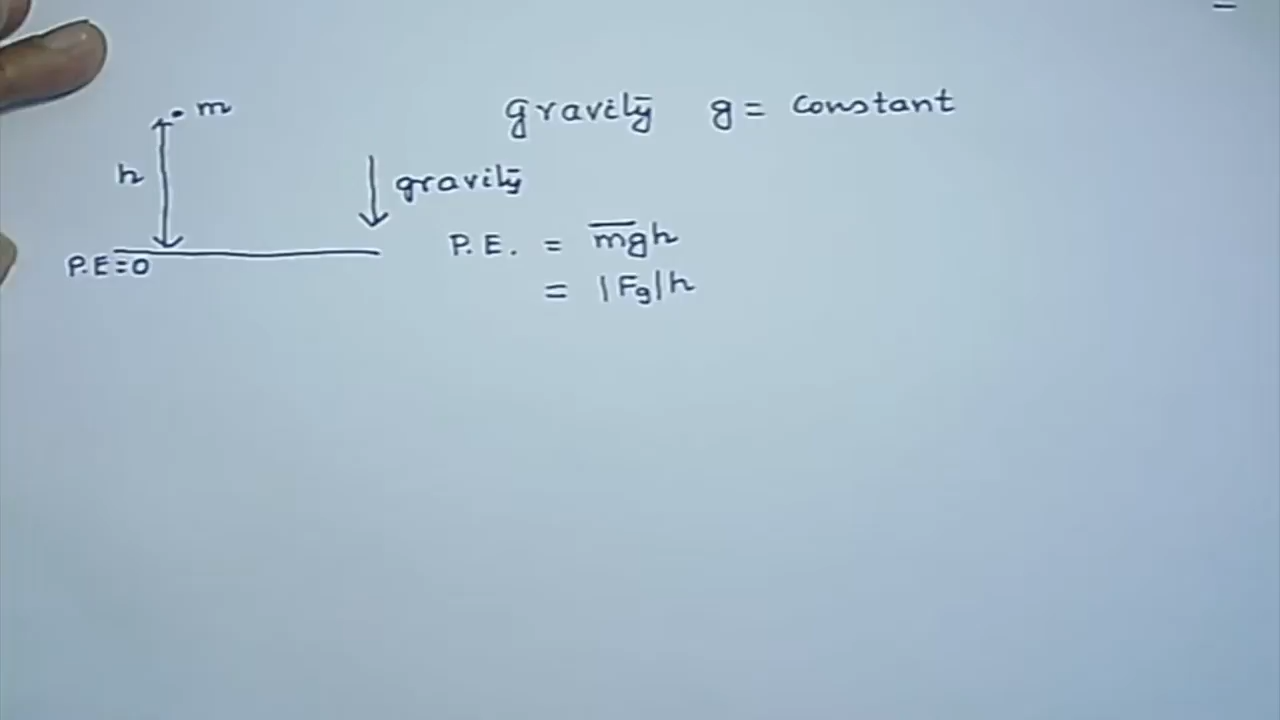 m
gravity g = constant
h
gravity
P.E. = mgh
P.E=0
= |Fg|h